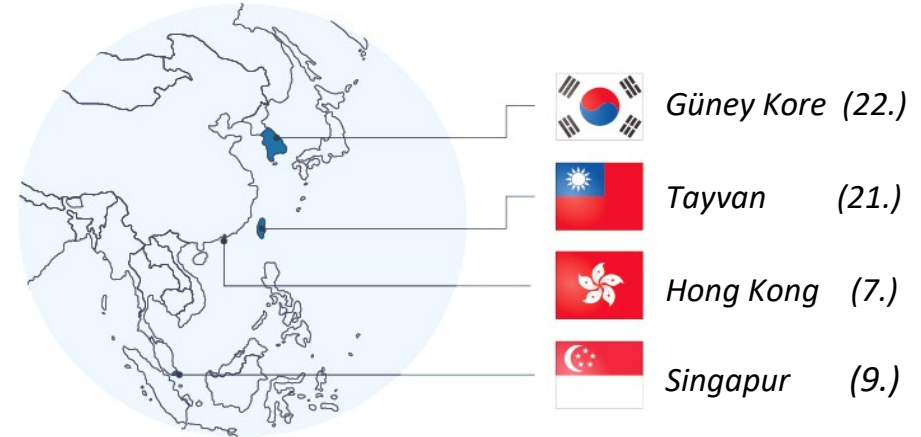 Güney Kore (22.)
Tayvan (21.)
Hong Kong (7.)
Singapur (9.)